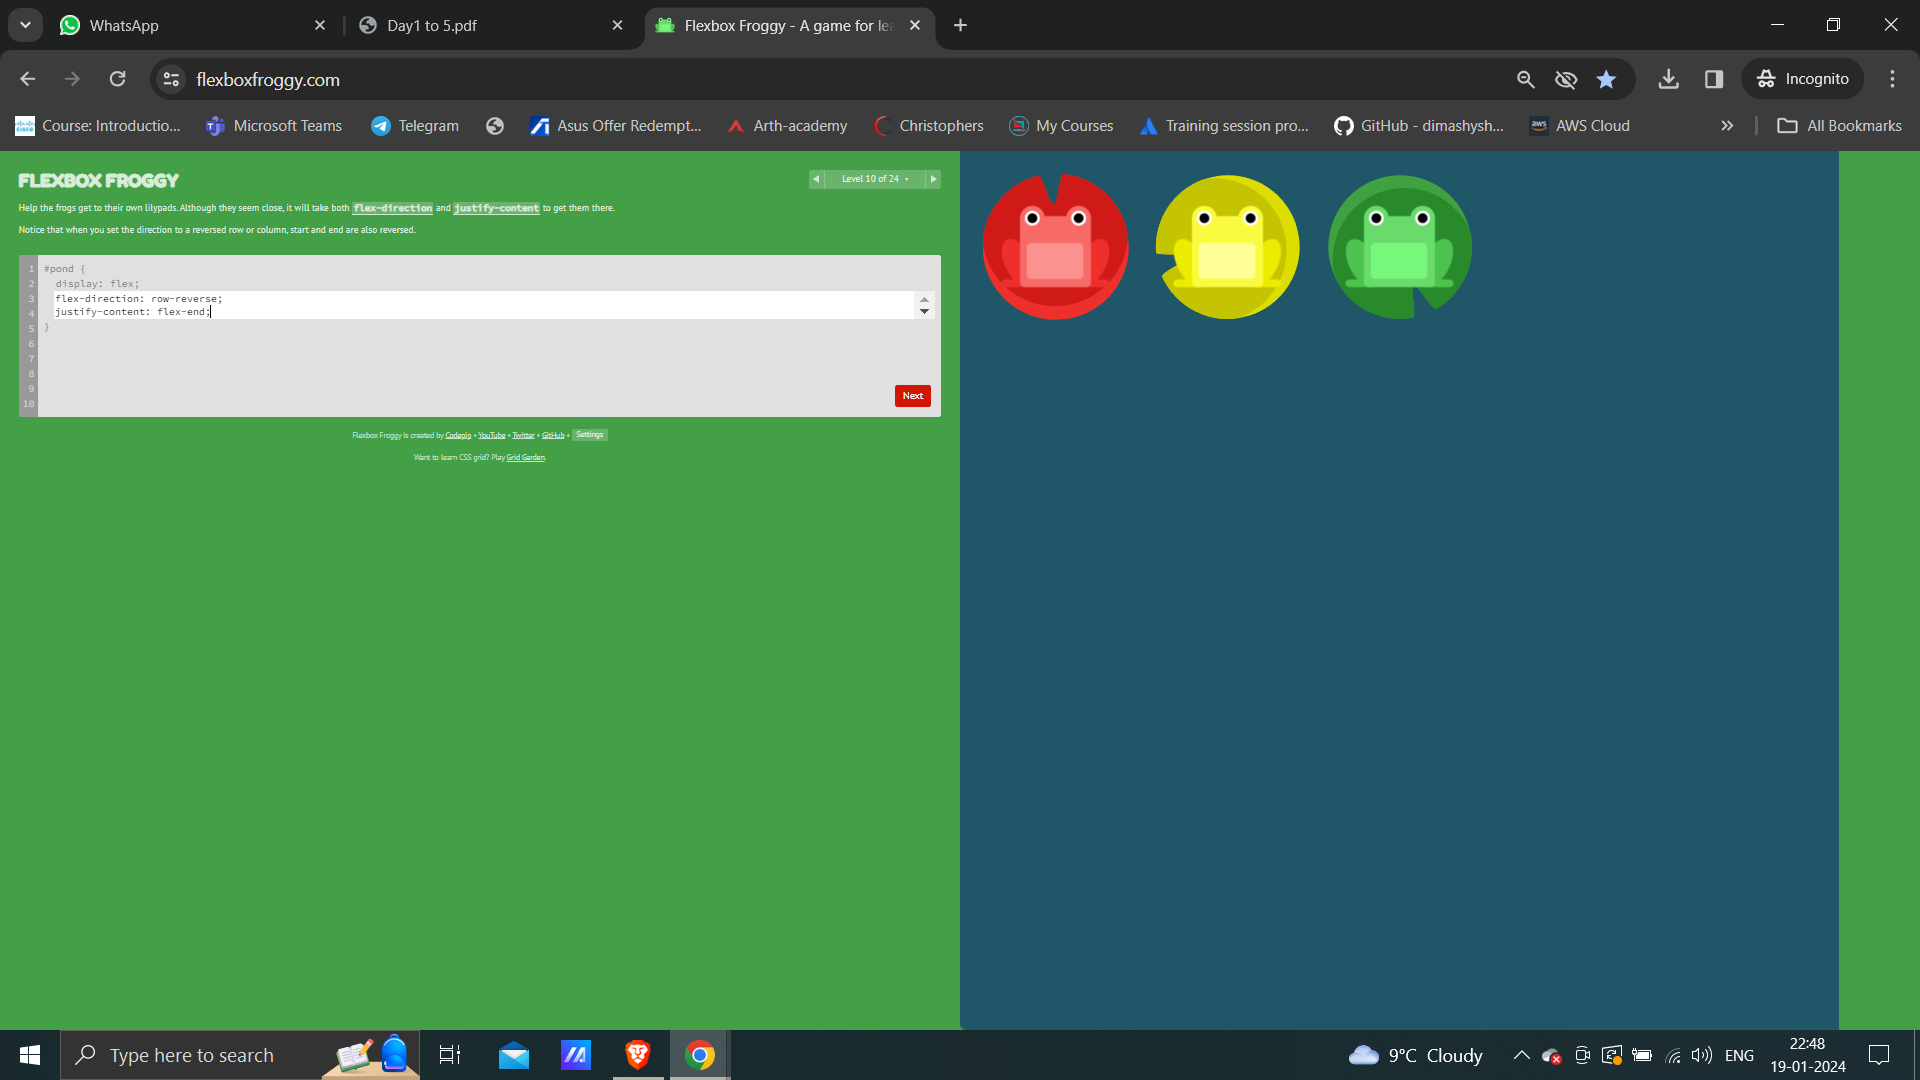 WhatsApp
Day1 to 5.pdf
Flexbox Froggy - A game for lea
flexboxfroggy.com
Incognito
Course: Introductio...
Microsoft Teams
Telegram
Asus Offer Redempt...
Arth-academy
Christophers
My Courses
Training session pro...
GitHub - dimashysh...
AWS Cloud
All Bookmarks
FLEXBOX FROGGY
Level 10 of 24
Help the frogs get to their own lilypads. Although they seem close, it will take both flex-direction and justify-content to get them there.
Notice that when you set the direction to a reversed row or column, start and end are also reversed.
1 #pond {
2 display: flex;
3 flex-direction: row-reverse;
4 justify-content: flex-end;
5 }
6
7
8
9
10
Next
Flexbox Froggy is created by Codepip • YouTube • Twitter • GitHub • Settings
Want to learn CSS grid? Play Grid Garden.
Type here to search
9°C Cloudy
ENG
22:48
19-01-2024